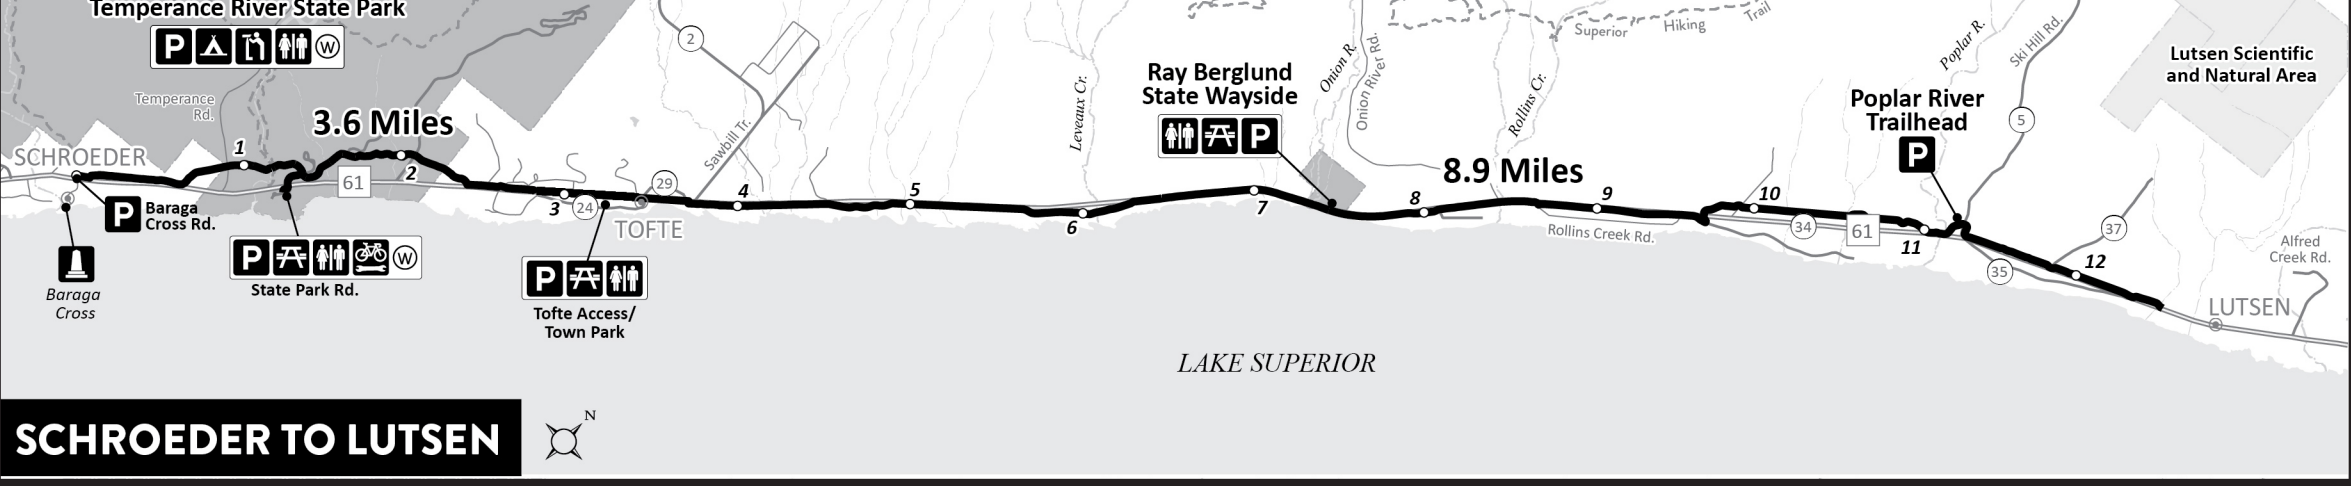 Temperance River State Park
P
W
Temperance
Rd.
3.6 Miles
SCHROEDER
1
2
61
P
Baraga
Cross Rd.
Baraga
Cross
P
W
State Park Rd.
2
Sawbill Tr.
3
24
29
TOFTE
P
Tofte Access/
Town Park
4
5
Leveaux Cr.
6
Ray Berglund
State Wayside
P
Onion R.
Onion River Rd.
7
8
8.9 Miles
Superior Hiking Trail
Rollins Cr.
9
Rollins Creek Rd.
10
34
61
Poplar River
Trailhead
P
Poplar R.
Ski Hill Rd.
5
11
35
12
37
Lutsen Scientific
and Natural Area
Alfred
Creek Rd.
LUTSEN
LAKE SUPERIOR
SCHROEDER TO LUTSEN
N